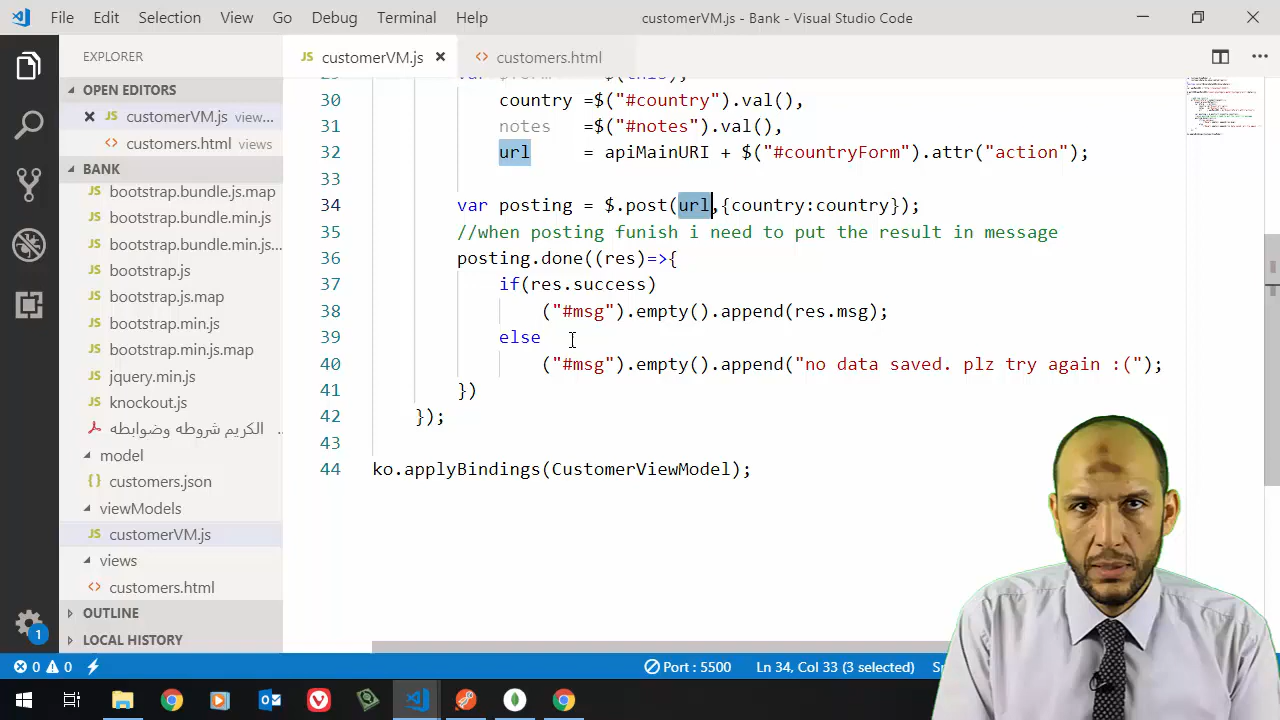 File Edit Selection View Go Debug Terminal Help customerVM.js - Bank - Visual Studio Code
EXPLORER JS customerVM.js customers.html
OPEN EDITORS
JS customerVM.js view...
customers.html views
BANK
JS bootstrap.bundle.js.map
JS bootstrap.bundle.min.js
JS bootstrap.bundle.min.js...
JS bootstrap.js
JS bootstrap.js.map
JS bootstrap.min.js
JS bootstrap.min.js.map
JS jquery.min.js
JS knockout.js
الكريم شروطه وضوابطه ...
model
{} customers.json
viewModels
JS customerVM.js
views
customers.html
OUTLINE
LOCAL HISTORY
30 country =$("#country").val(),
31 notes =$("#notes").val(),
32 url = apiMainURI + $("#countryForm").attr("action");
33
34 var posting = $.post(url,{country:country});
35 //when posting funish i need to put the result in message
36 posting.done((res)=>{
37 if(res.success)
38 ("#msg").empty().append(res.msg);
39 else
40 ("#msg").empty().append("no data saved. plz try again :(");
41 })
42 });
43
44 ko.applyBindings(CustomerViewModel);
1
0 0 Port : 5500 Ln 34, Col 33 (3 selected)